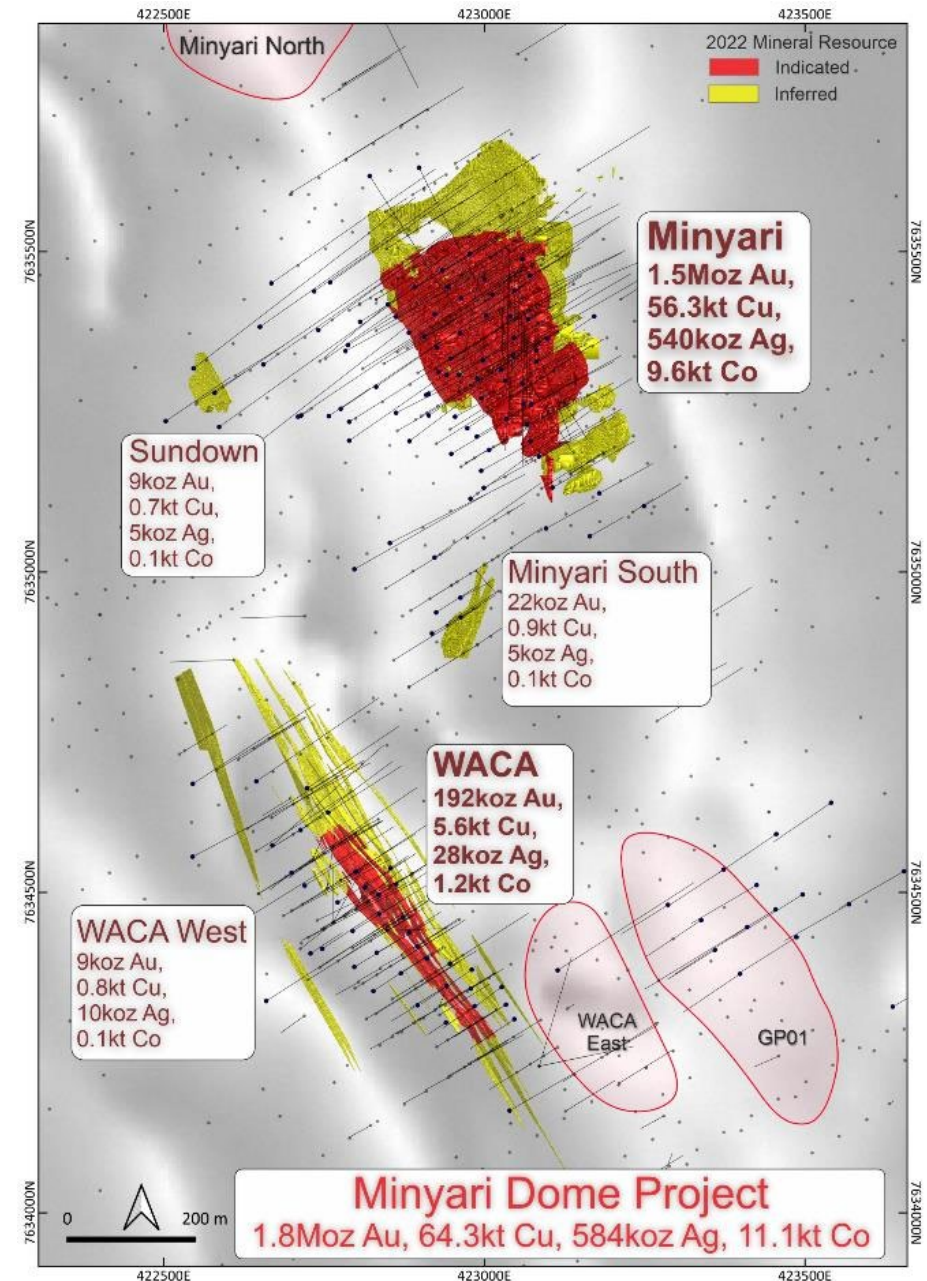 422500E
423000E
423500E
Minyari North
2022 Mineral Resource
Indicated
Inferred
7635500N
7635500N
Minyari
1.5Moz Au,
56.3kt Cu,
540koz Ag,
9.6kt Co
Sundown
9koz Au,
0.7kt Cu,
5koz Ag,
0.1kt Co
7635000N
7635000N
Minyari South
22koz Au,
0.9kt Cu,
5koz Ag,
0.1kt Co
WACA
192koz Au,
5.6kt Cu,
28koz Ag,
1.2kt Co
7634500N
7634500N
WACA West
9koz Au,
0.8kt Cu,
10koz Ag,
0.1kt Co
WACA
East
GP01
7634000N
7634000N
0
200 m
Minyari Dome Project
1.8Moz Au, 64.3kt Cu, 584koz Ag, 11.1kt Co
422500E
423000E
423500E